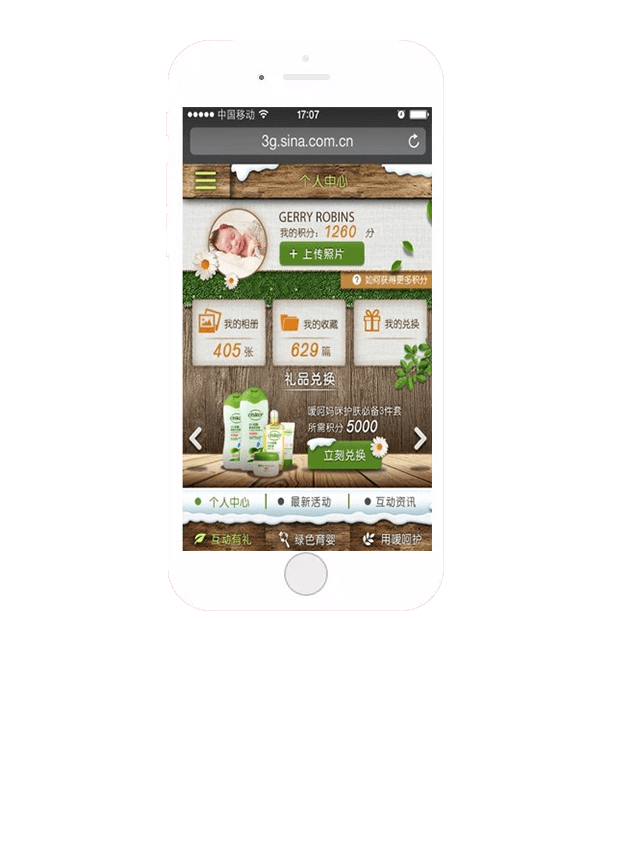 中国移动 17:07
3g.sina.com.cn
个人中心
GERRY ROBINS
我的积分: 1260 分
+ 上传照片
? 如何获得更多积分
我的相册
405 张
我的收藏
629 篇
我的兑换
礼品兑换
嗳呵妈咪护肤必备3件套
所需积分 5000
立刻兑换
个人中心
最新活动
互动资讯
互动有礼
绿色育婴
用嗳呵护